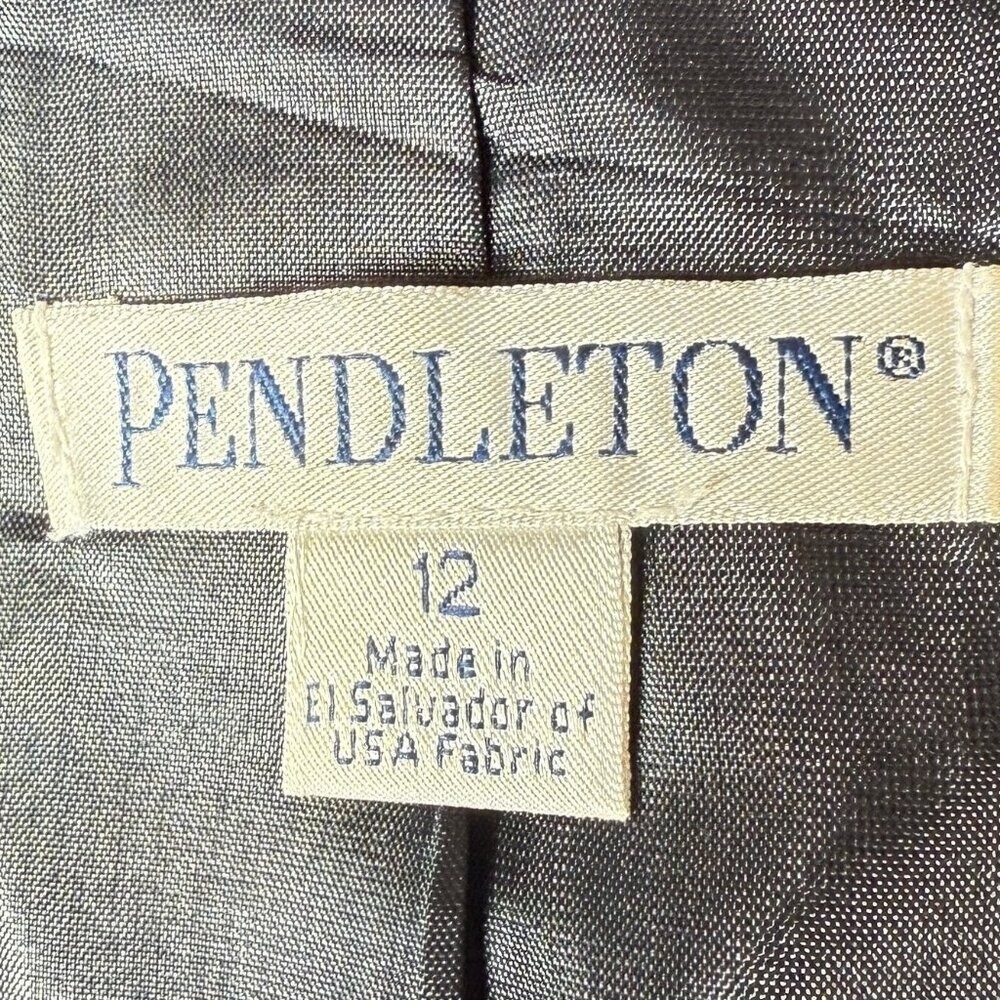 PENDLETON®
12
Made in
El Salvador of
USA Fabric